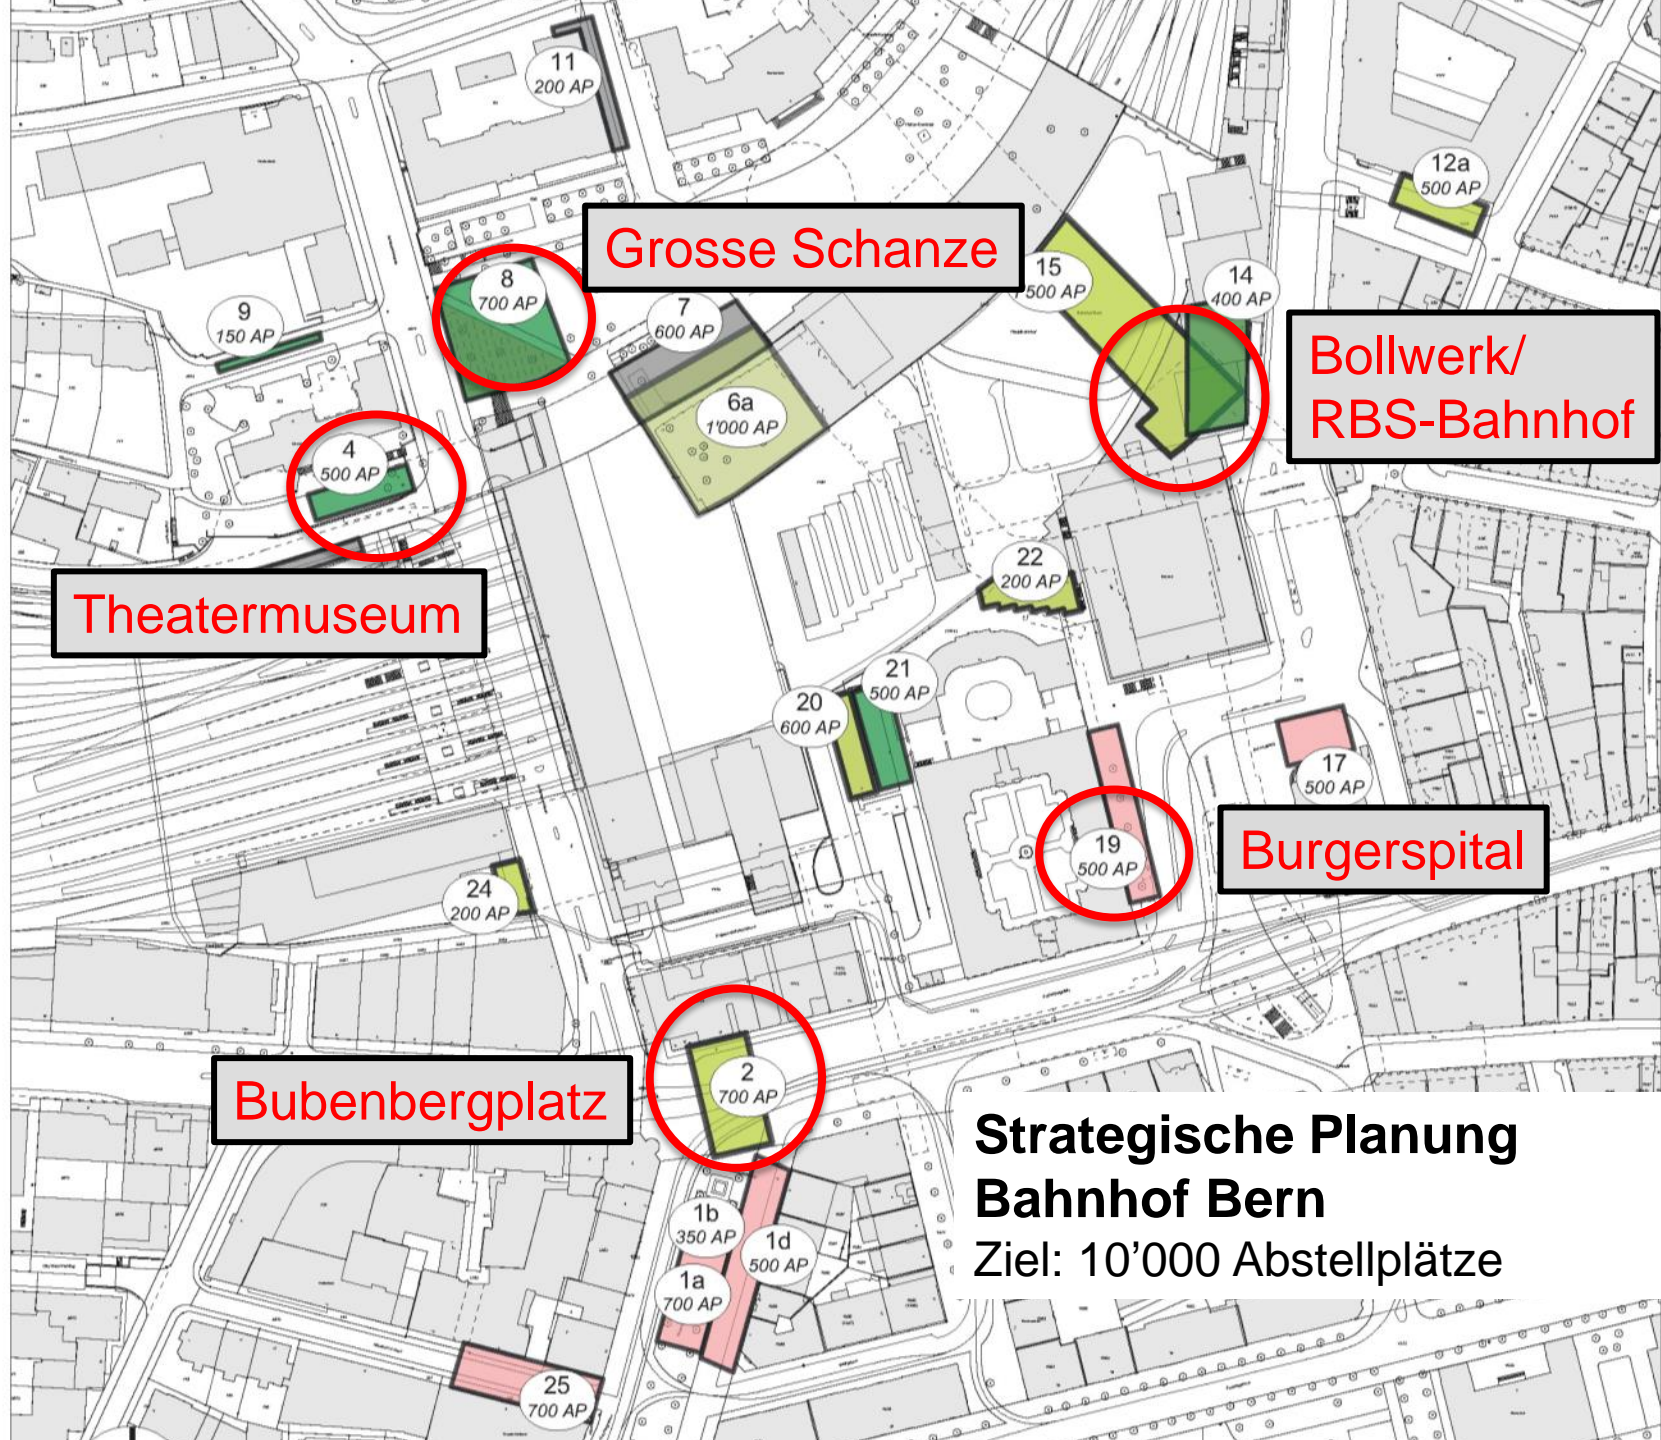 11
200 AP
12a
500 AP
Grosse Schanze
8
700 AP
15
500 AP
14
400 AP
9
150 AP
7
600 AP
Bollwerk/
RBS-Bahnhof
6a
1'000 AP
4
500 AP
22
200 AP
Theatermuseum
21
500 AP
20
600 AP
17
500 AP
19
500 AP
Burgerspital
24
200 AP
2
700 AP
Bubenbergplatz
Strategische Planung
Bahnhof Bern
Ziel: 10’000 Abstellplätze
1b
350 AP
1d
500 AP
1a
700 AP
25
700 AP